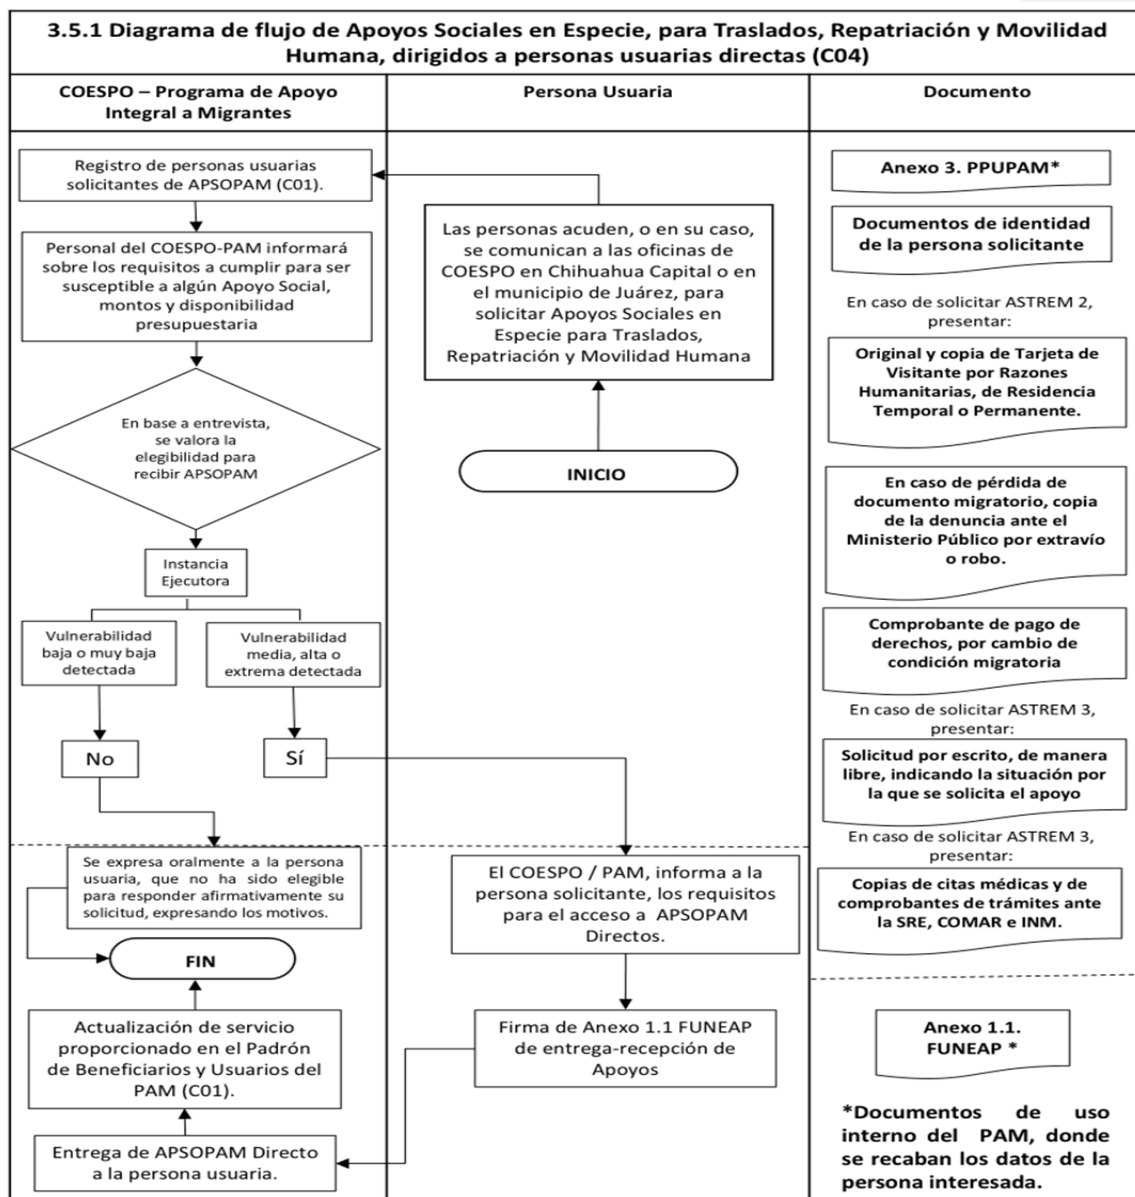 3.5.1 Diagrama de flujo de Apoyos Sociales en Especie, para Traslados, Repatriación y Movilidad
Humana, dirigidos a personas usuarias directas (C04)
COESPO – Programa de Apoyo
Integral a Migrantes
Persona Usuaria
Documento
Registro de personas usuarias
solicitantes de APSOPAM (C01).
Personal del COESPO-PAM informará
sobre los requisitos a cumplir para ser
susceptible a algún Apoyo Social,
montos y disponibilidad
presupuestaria
En base a entrevista,
se valora la
elegibilidad para
recibir APSOPAM
Instancia
Ejecutora
Vulnerabilidad
baja o muy baja
detectada
Vulnerabilidad
media, alta o
extrema detectada
No
Sí
Se expresa oralmente a la persona
usuaria, que no ha sido elegible
para responder afirmativamente su
solicitud, expresando los motivos.
FIN
Actualización de servicio
proporcionado en el Padrón
de Beneficiarios y Usuarios del
PAM (C01).
Entrega de APSOPAM Directo
a la persona usuaria.
Las personas acuden, o en su caso,
se comunican a las oficinas de
COESPO en Chihuahua Capital o en
el municipio de Juárez, para
solicitar Apoyos Sociales en
Especie para Traslados,
Repatriación y Movilidad Humana
INICIO
El COESPO / PAM, informa a la
persona solicitante, los requisitos
para el acceso a APSOPAM
Directos.
Firma de Anexo 1.1 FUNEAP
de entrega-recepción de
Apoyos
Anexo 3. PPUPAM*
Documentos de identidad
de la persona solicitante
En caso de solicitar ASTREM 2,
presentar:
Original y copia de Tarjeta de
Visitante por Razones
Humanitarias, de Residencia
Temporal o Permanente.
En caso de pérdida de
documento migratorio, copia
de la denuncia ante el
Ministerio Público por extravío
o robo.
Comprobante de pago de
derechos, por cambio de
condición migratoria
En caso de solicitar ASTREM 3,
presentar:
Solicitud por escrito, de manera
libre, indicando la situación por
la que se solicita el apoyo
En caso de solicitar ASTREM 3,
presentar:
Copias de citas médicas y de
comprobantes de trámites ante
la SRE, COMAR e INM.
Anexo 1.1.
FUNEAP *
*Documentos de uso
interno del PAM, donde
se recaban los datos de la
persona interesada.